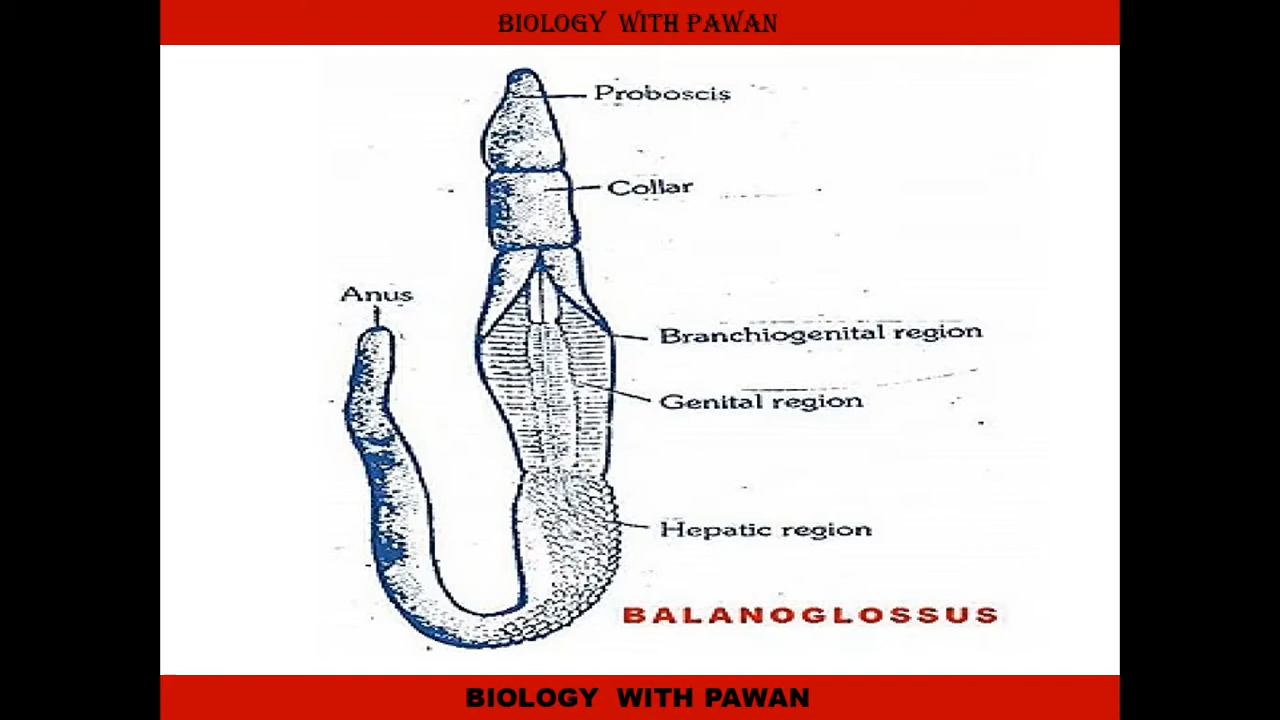 BIOLOGY WITH PAWAN
Proboscis
Collar
Anus
Branchiogenital region
Genital region
Hepatic region
BALANOGLOSSUS
BIOLOGY WITH PAWAN